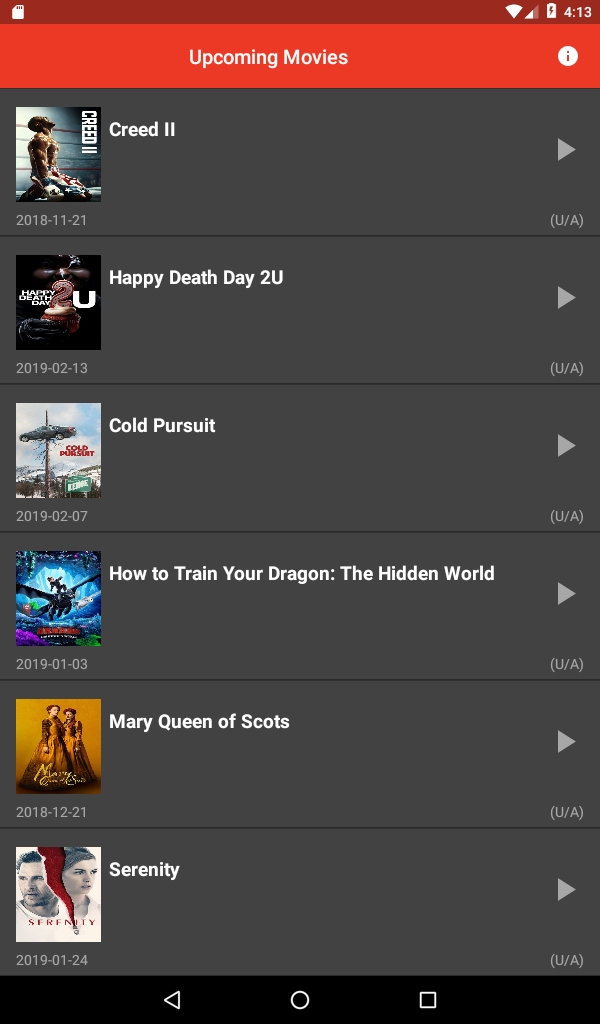 4:13
Upcoming Movies
CREED II
Creed II
2018-11-21
(U/A)
HAPPY
DEATH
DAY
2U
Happy Death Day 2U
2019-02-13
(U/A)
COLD
PURSUIT
Cold Pursuit
2019-02-07
(U/A)
How to Train Your Dragon: The Hidden World
2019-01-03
(U/A)
Mary
Queen of Scots
Mary Queen of Scots
2018-12-21
(U/A)
SERENITY
Serenity
2019-01-24
(U/A)